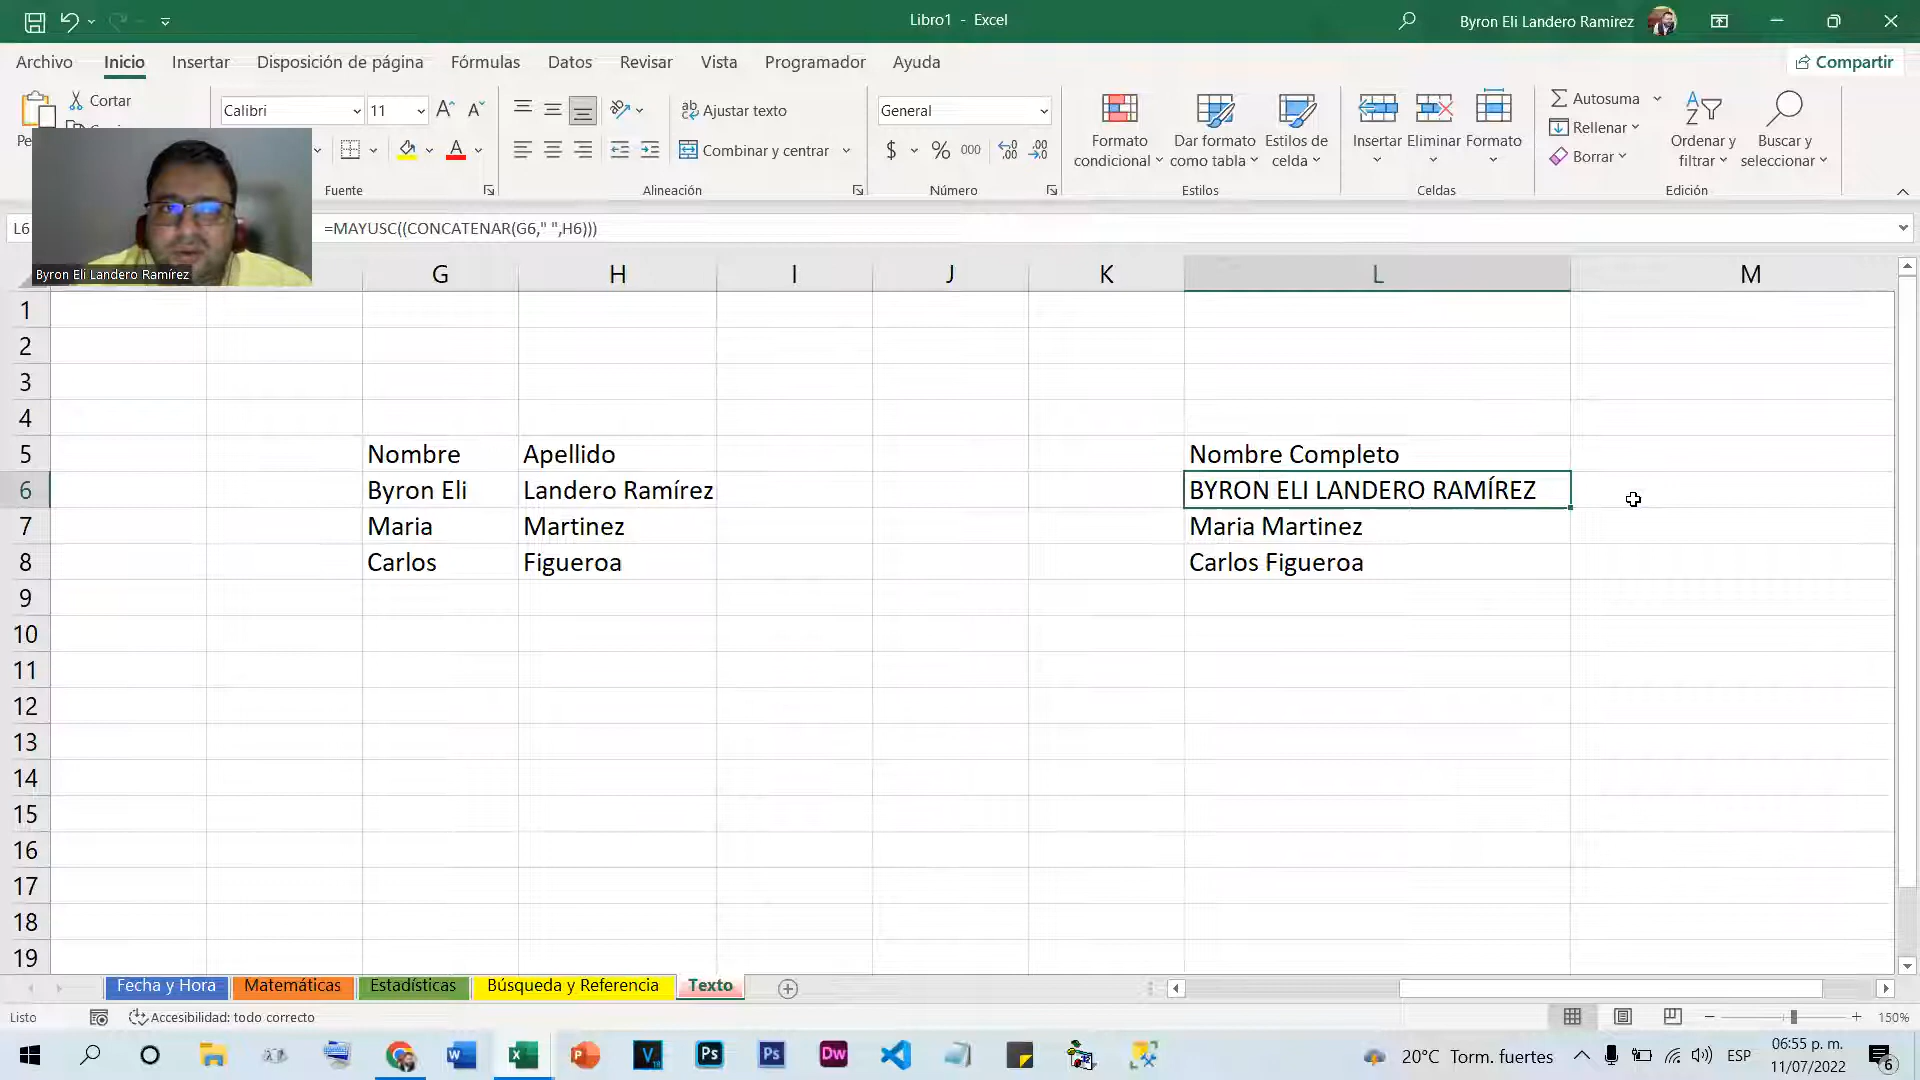 Libro1 - Excel
Byron Eli Landero Ramirez
Archivo Inicio Insertar Disposición de página Fórmulas Datos Revisar Vista Programador Ayuda Compartir
Cortar
Calibri 11
Ajustar texto
General
Combinar y centrar
$ % 000
Formato condicional
Dar formato como tabla
Estilos de celda
Insertar Eliminar Formato
Autosuma
Rellenar
Borrar
Ordenar y filtrar
Buscar y seleccionar
Fuente Alineación Número Estilos Celdas Edición
L6 =MAYUSC((CONCATENAR(G6," ",H6)))
Byron Eli Landero Ramírez
G H I J K L M
1
2
3
4
5 Nombre Apellido Nombre Completo
6 Byron Eli Landero Ramírez BYRON ELI LANDERO RAMÍREZ
7 Maria Martinez Maria Martinez
8 Carlos Figueroa Carlos Figueroa
9
10
11
12
13
14
15
16
17
18
19
Fecha y Hora Matemáticas Estadísticas Búsqueda y Referencia Texto
Listo Accesibilidad: todo correcto 150%
20°C Torm. fuertes ESP 06:55 p. m.
11/07/2022 6